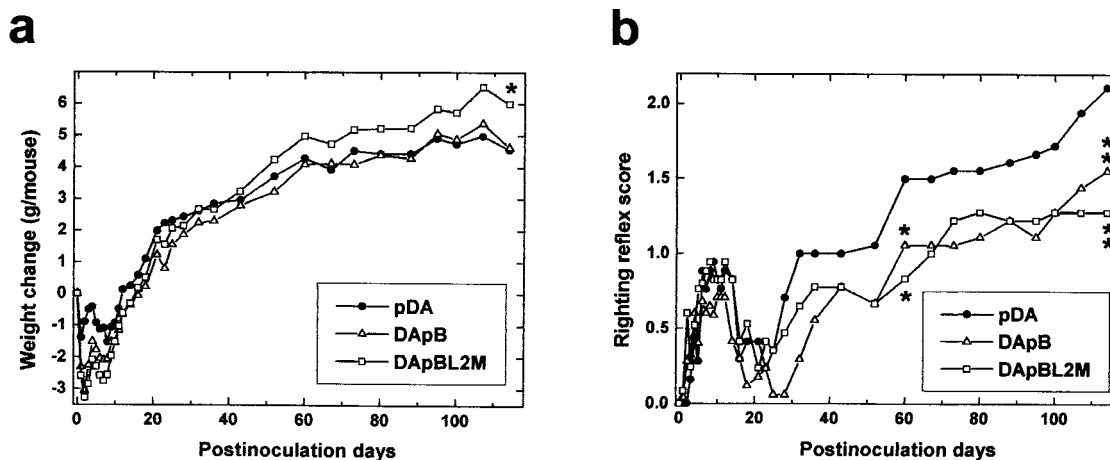 a
b
Weight change (g/mouse)
6
5
4
3
2
1
0
-1
-2
-3
*
pDA
DApB
DApBL2M
0 20 40 60 80 100
Postinoculation days
Righting reflex score
2.0
1.5
1.0
0.5
0.0
*
*
*
*
*
*
pDA
DApB
DApBL2M
0 20 40 60 80 100
Postinoculation days